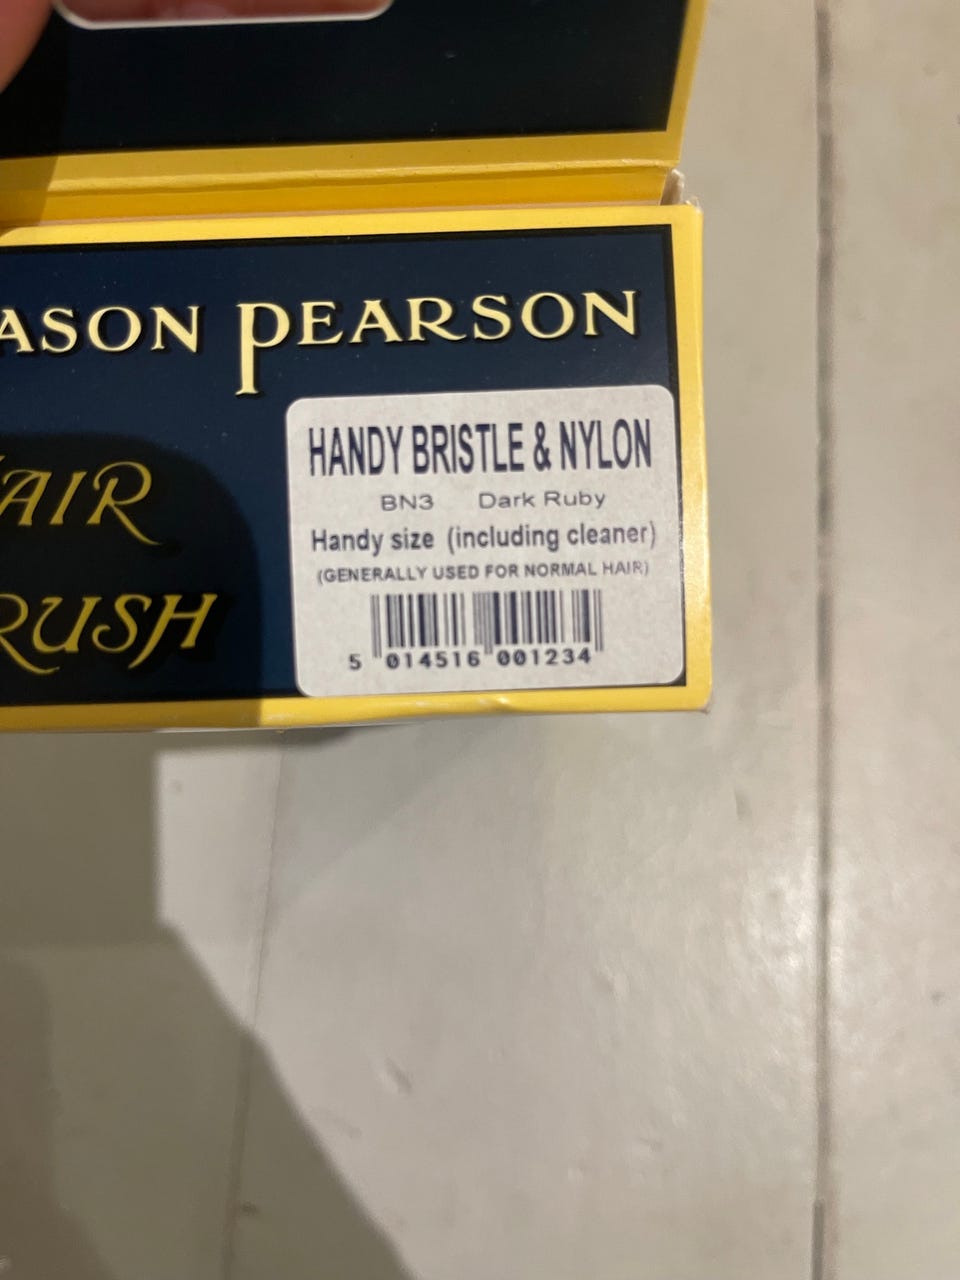 ASON PEARSON
AIR
RUSH
HANDY BRISTLE & NYLON
BN3 Dark Ruby
Handy size (including cleaner)
(GENERALLY USED FOR NORMAL HAIR)
5 014516 001234